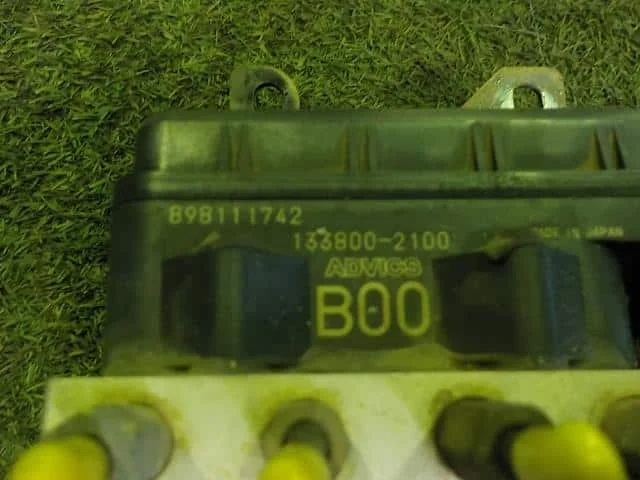 898111742
133800-2100
MADE IN JAPAN
ADVICS
B00